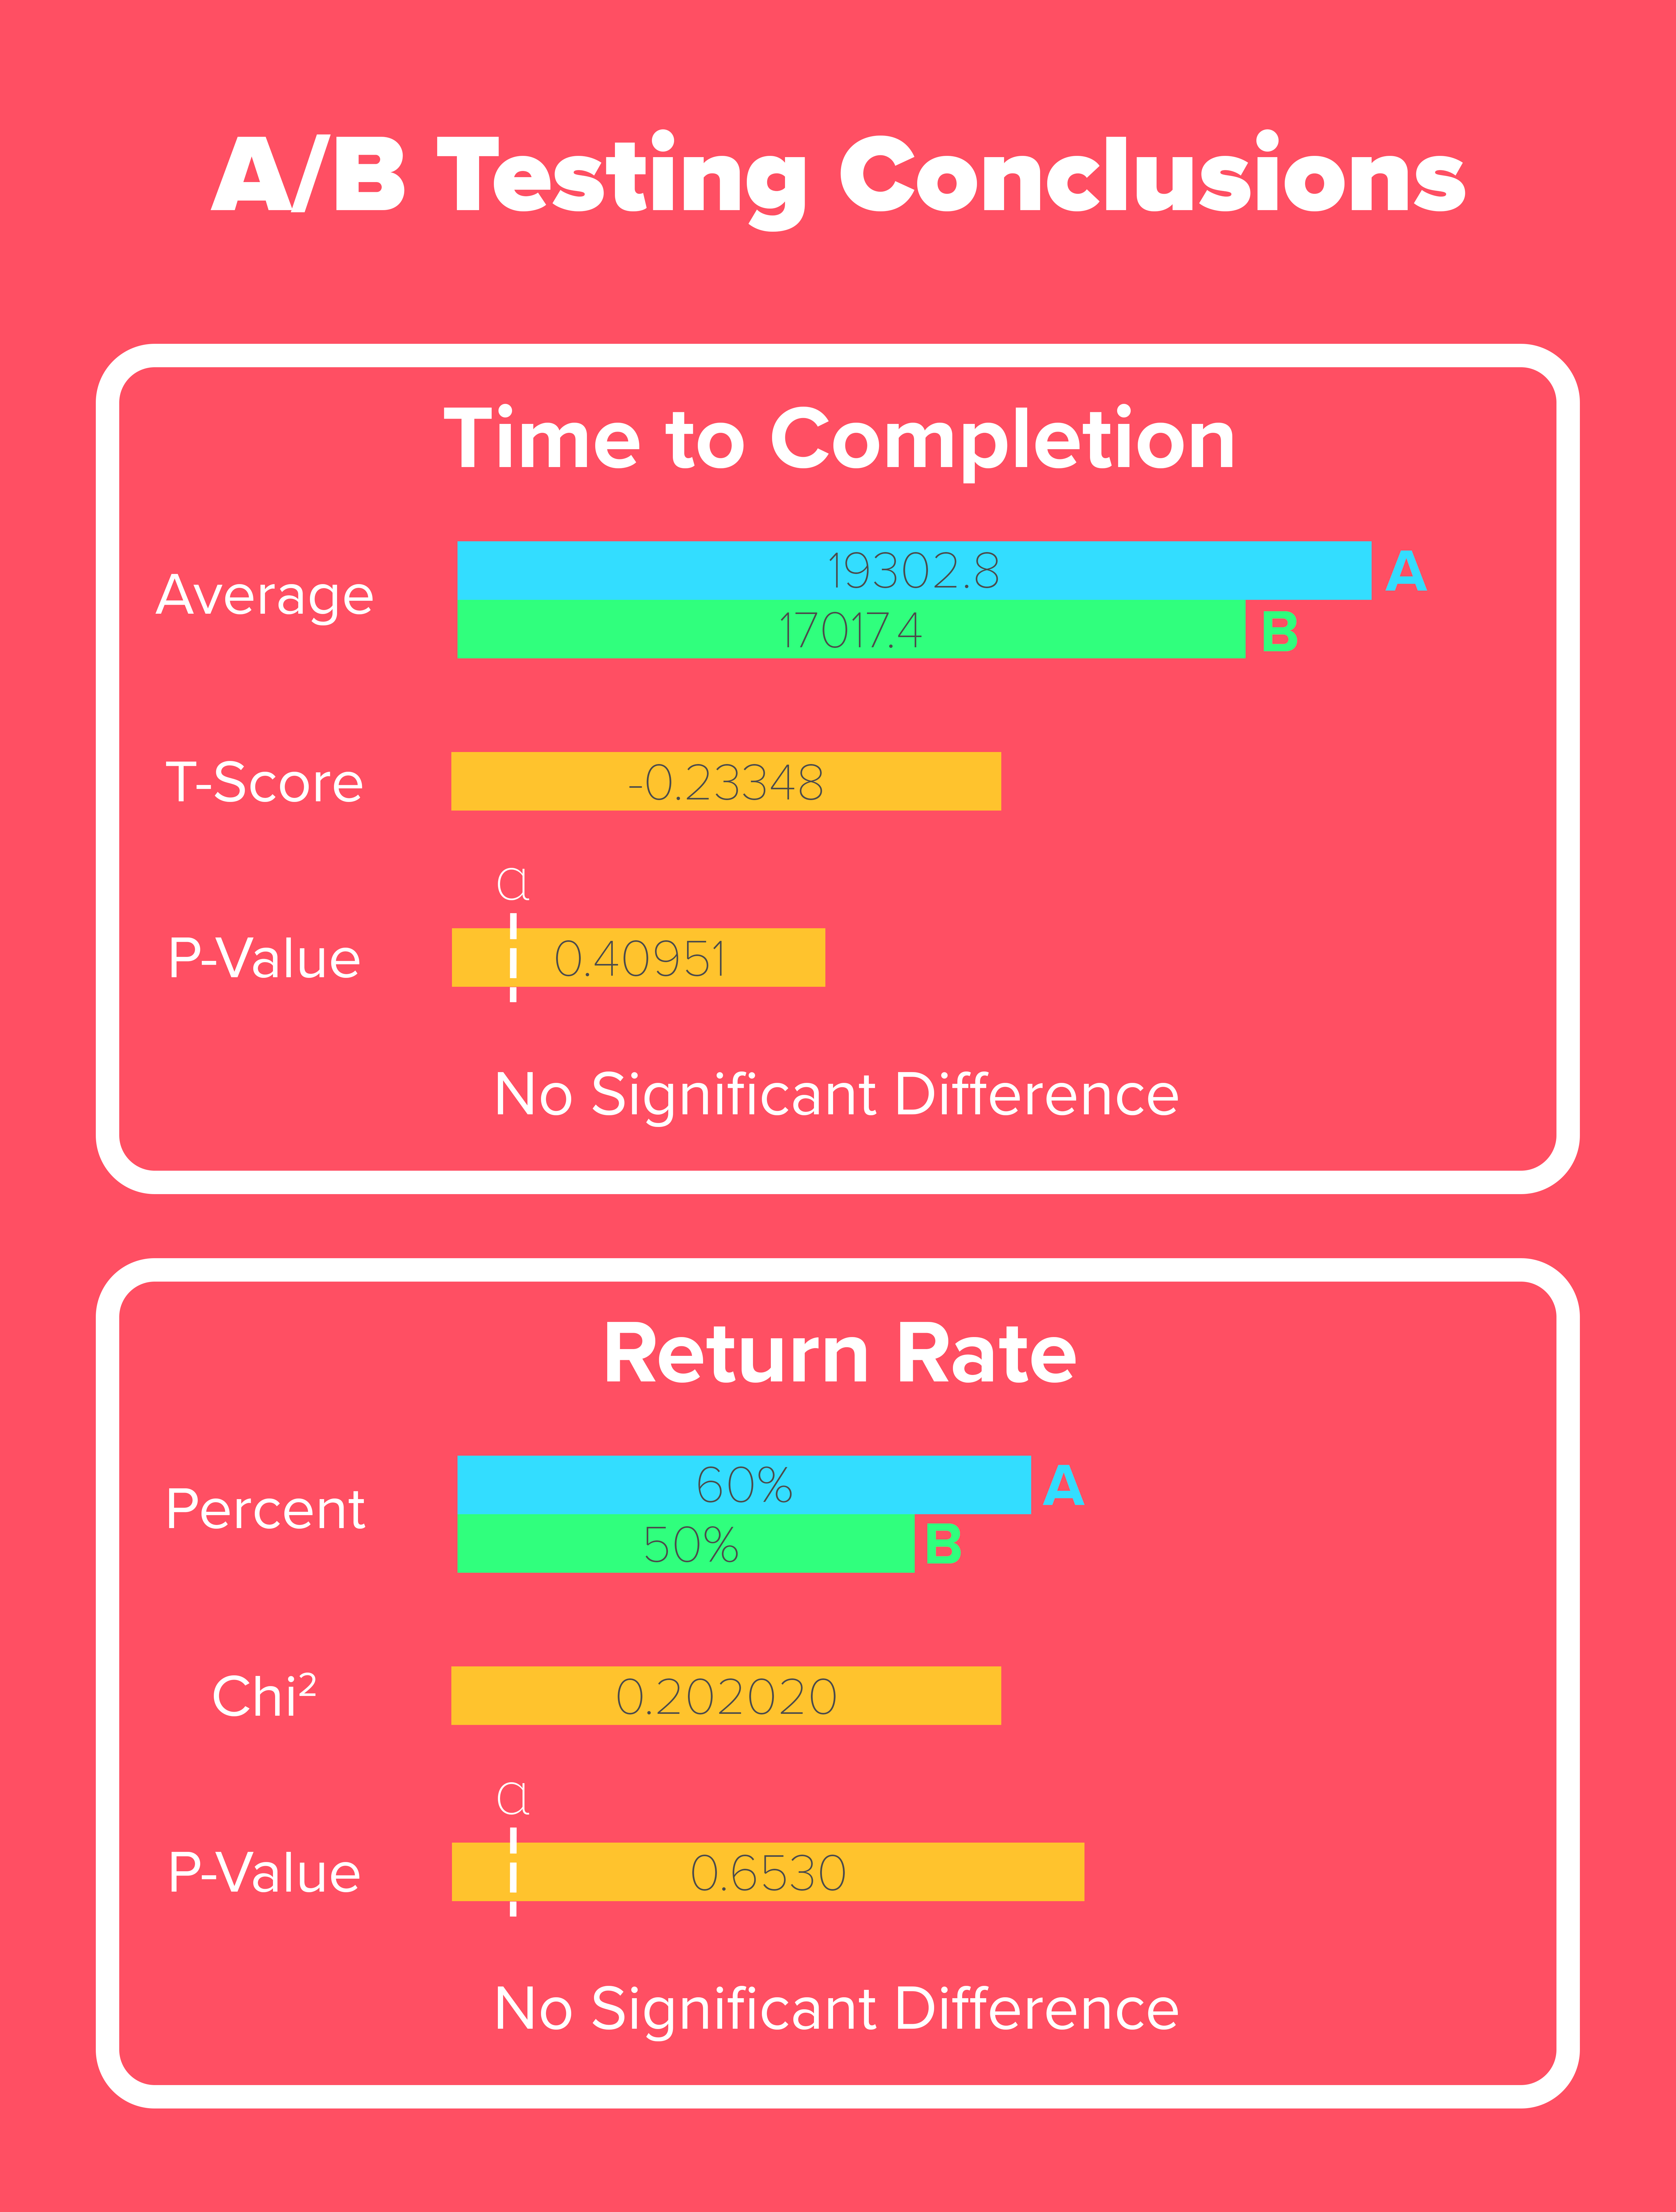 A/B Testing Conclusions
Time to Completion
Average
19302.8 A
17017.4 B
T-Score
-0.23348
α
P-Value
0.40951
No Significant Difference
Return Rate
Percent
60% A
50% B
Chi²
0.202020
α
P-Value
0.6530
No Significant Difference